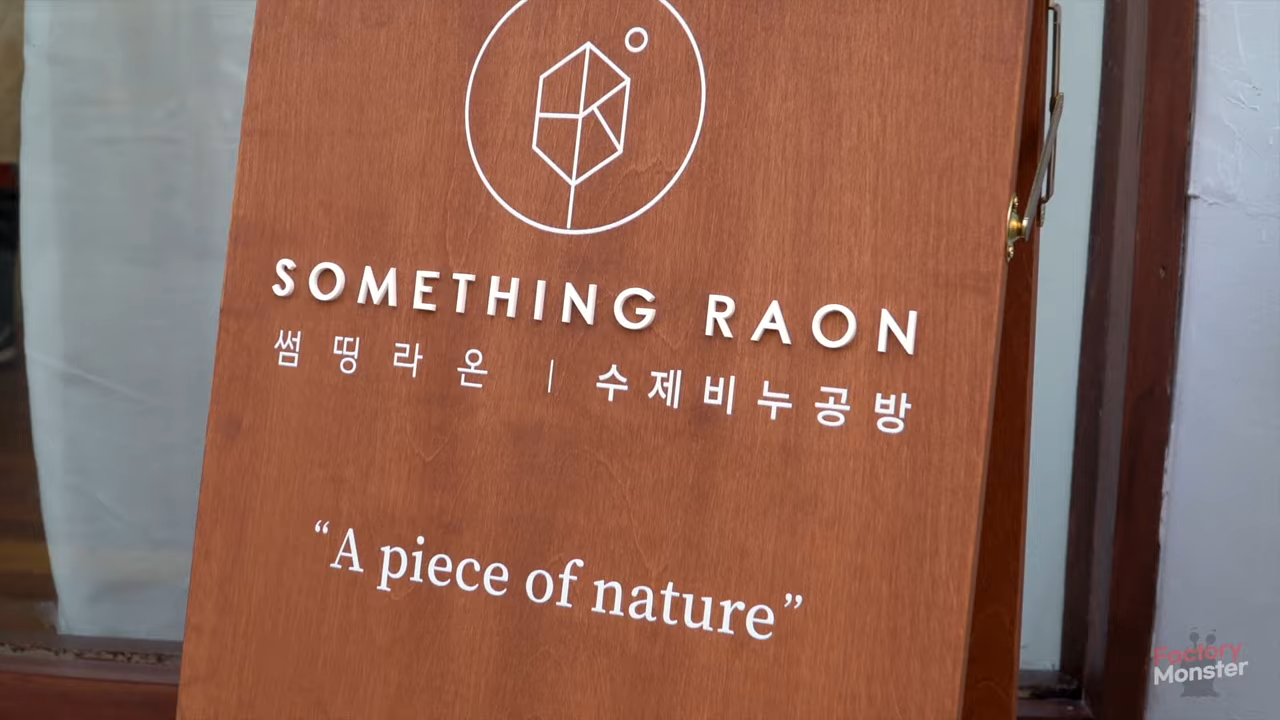 SOMETHING RAON
썸띵라온 | 수제비누공방
“A piece of nature”
Factory
Monster